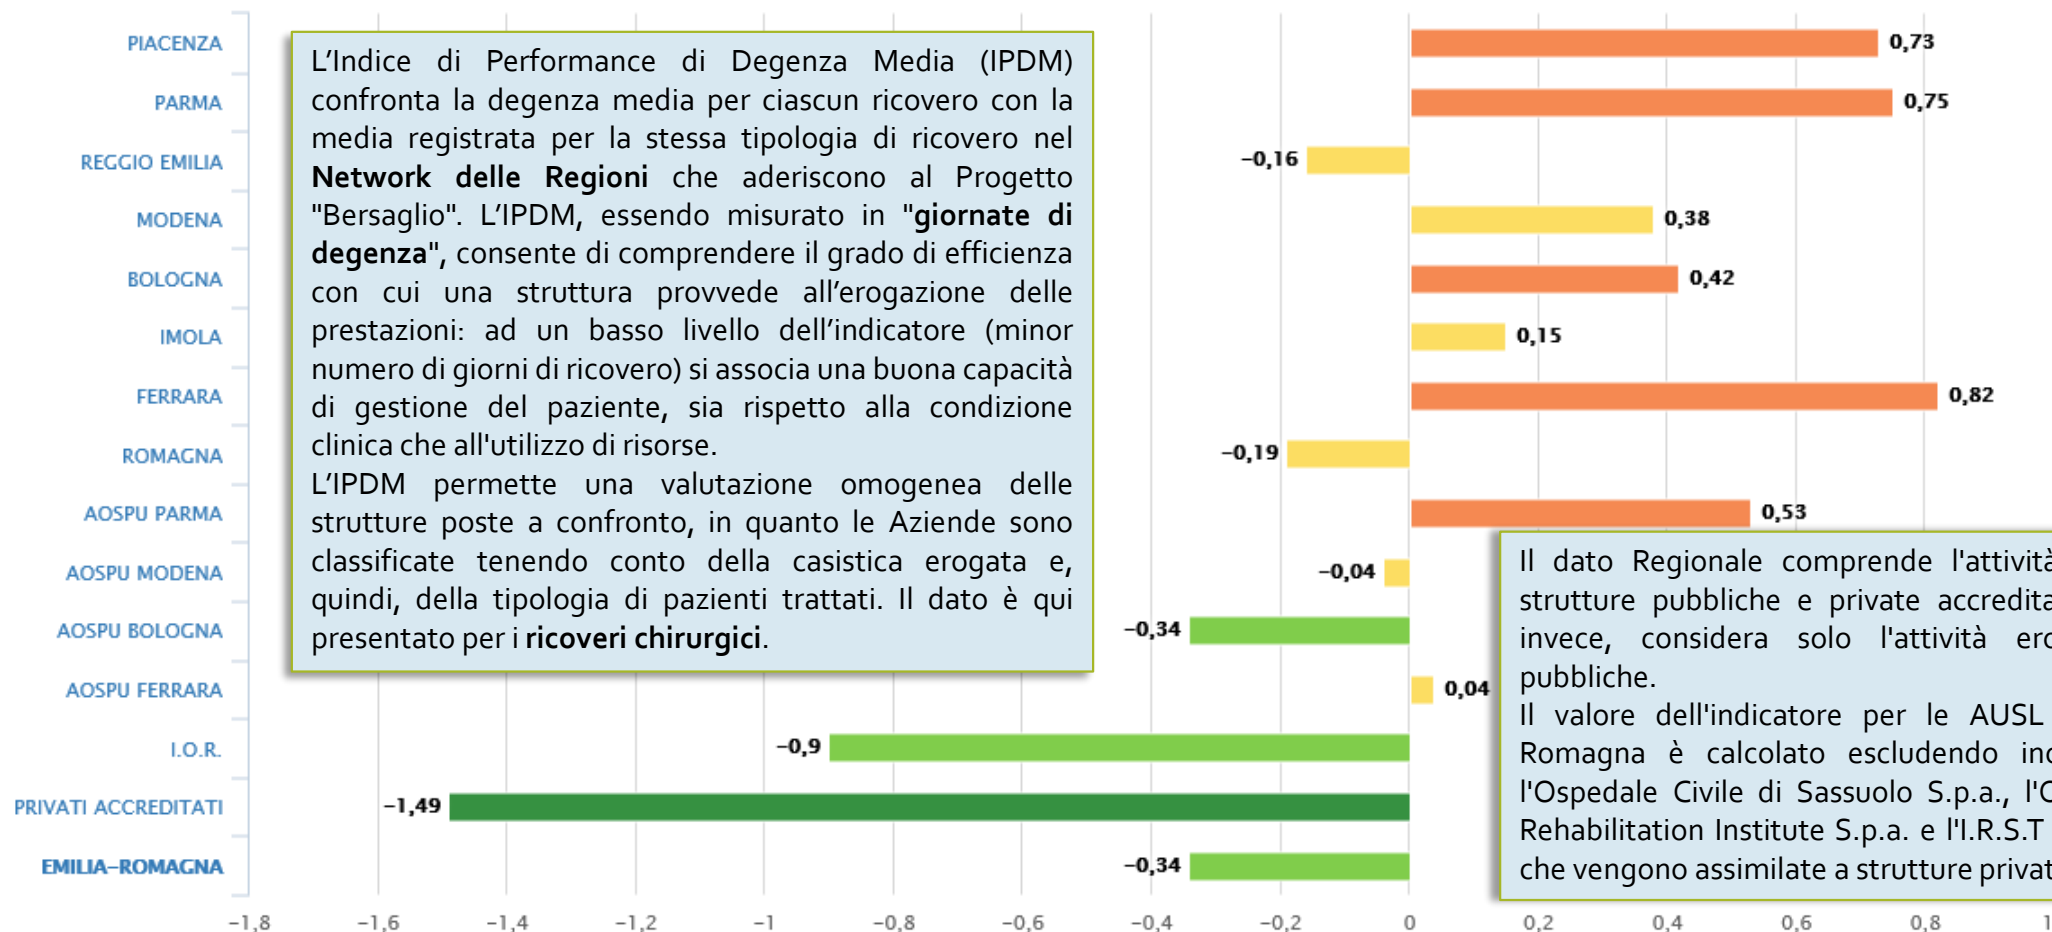 PIACENZA
0,73
PARMA
0,75
REGGIO EMILIA
−0,16
MODENA
0,38
BOLOGNA
0,42
IMOLA
0,15
FERRARA
0,82
ROMAGNA
−0,19
AOSPU PARMA
0,53
AOSPU MODENA
−0,04
AOSPU BOLOGNA
−0,34
AOSPU FERRARA
0,04
I.O.R.
−0,9
PRIVATI ACCREDITATI
−1,49
EMILIA−ROMAGNA
−0,34
−1,8 −1,6 −1,4 −1,2 −1 −0,8 −0,6 −0,4 −0,2 0 0,2 0,4 0,6 0,8 1
L'Indice di Performance di Degenza Media (IPDM)
confronta la degenza media per ciascun ricovero con la
media registrata per la stessa tipologia di ricovero nel
Network delle Regioni che aderiscono al Progetto
"Bersaglio". L'IPDM, essendo misurato in "giornate di
degenza", consente di comprendere il grado di efficienza
con cui una struttura provvede all'erogazione delle
prestazioni: ad un basso livello dell'indicatore (minor
numero di giorni di ricovero) si associa una buona capacità
di gestione del paziente, sia rispetto alla condizione
clinica che all'utilizzo di risorse.
L'IPDM permette una valutazione omogenea delle
strutture poste a confronto, in quanto le Aziende sono
classificate tenendo conto della casistica erogata e,
quindi, della tipologia di pazienti trattati. Il dato è qui
presentato per i ricoveri chirurgici.
Il dato Regionale comprende l'attività
strutture pubbliche e private
invece, considera solo l'attività
pubbliche.
Il valore dell'indicatore per le AUSL
Romagna è calcolato escludendo
l'Ospedale Civile di Sassuolo S.p.a.,
Rehabilitation Institute S.p.a. e l'I.R.S.T
che vengono assimilate a strutture